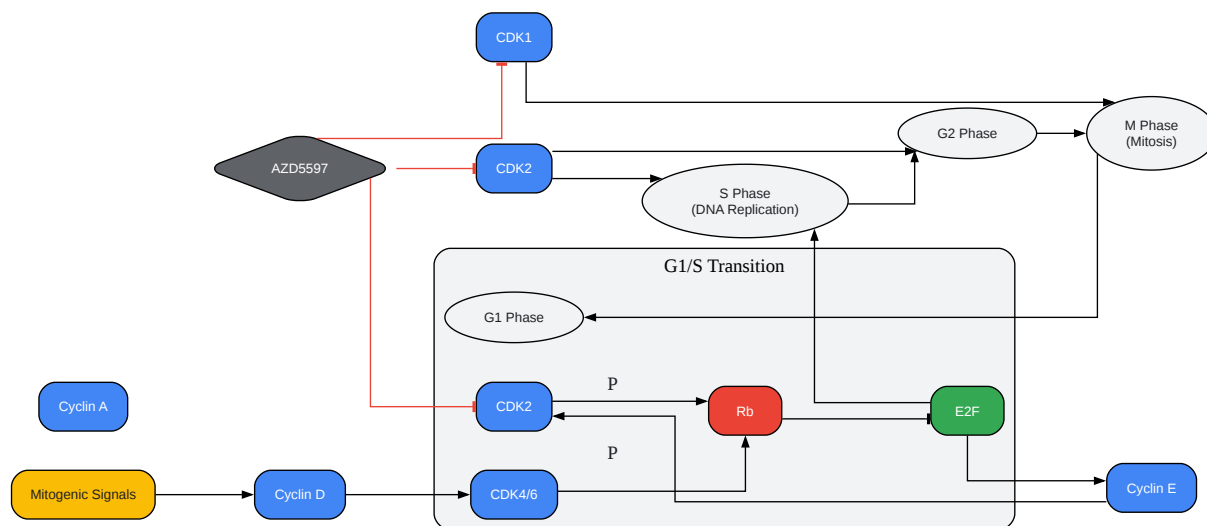 CDK1
G2 Phase
M Phase
(Mitosis)
AZD5597
CDK2
S Phase
(DNA Replication)
G1/S Transition
G1 Phase
P
Cyclin A
CDK2
Rb
E2F
P
Mitogenic Signals
Cyclin D
CDK4/6
Cyclin E